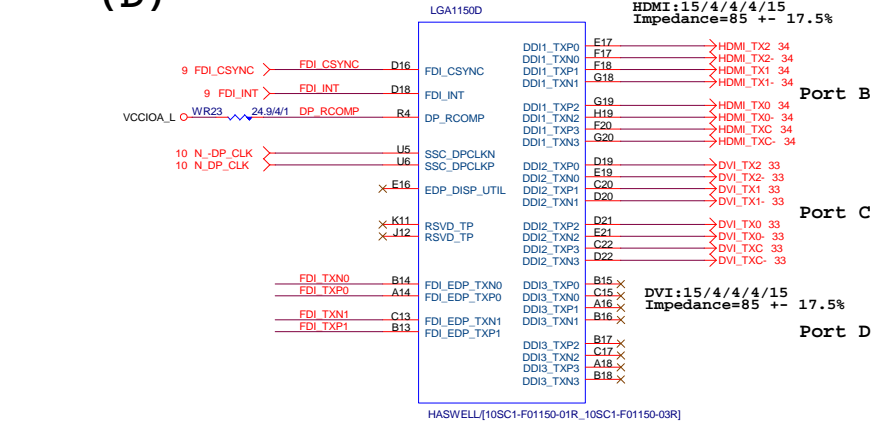 (D)
LGA1150D
HDMI:15/4/4/4/15
Impedance=85 +- 17.5%
9 FDI_CSYNC FDI_CSYNC D16 FDI_CSYNC
9 FDI_INT FDI_INT D18 FDI_INT
VCCIOA_L WR23 24.9/4/1 DP_RCOMP R4 DP_RCOMP
10 N_-DP_CLK U5 SSC_DPCLKN
10 N_DP_CLK U6 SSC_DPCLKP
E16 EDP_DISP_UTIL
K11 RSVD_TP
J12 RSVD_TP
FDI_TXN0 B14 FDI_EDP_TXN0
FDI_TXP0 A14 FDI_EDP_TXP0
FDI_TXN1 C13 FDI_EDP_TXN1
FDI_TXP1 B13 FDI_EDP_TXP1
DDI1_TXP0 E17 HDMI_TX2 34
DDI1_TXN0 F17 HDMI_TX2- 34
DDI1_TXP1 F18 HDMI_TX1 34
DDI1_TXN1 G18 HDMI_TX1- 34
Port B
DDI1_TXP2 G19 HDMI_TX0 34
DDI1_TXN2 H19 HDMI_TX0- 34
DDI1_TXP3 F20 HDMI_TXC 34
DDI1_TXN3 G20 HDMI_TXC- 34
DDI2_TXP0 D19 DVI_TX2 33
DDI2_TXN0 E19 DVI_TX2- 33
DDI2_TXP1 C20 DVI_TX1 33
DDI2_TXN1 D20 DVI_TX1- 33
Port C
DDI2_TXP2 D21 DVI_TX0 33
DDI2_TXN2 E21 DVI_TX0- 33
DDI2_TXP3 C22 DVI_TXC 33
DDI2_TXN3 D22 DVI_TXC- 33
DDI3_TXP0 B15
DDI3_TXN0 C15
DDI3_TXP1 A16
DDI3_TXN1 B16
DVI:15/4/4/4/15
Impedance=85 +- 17.5%
Port D
DDI3_TXP2 B17
DDI3_TXN2 C17
DDI3_TXP3 A18
DDI3_TXN3 B18
HASWELL/[10SC1-F01150-01R_10SC1-F01150-03R]